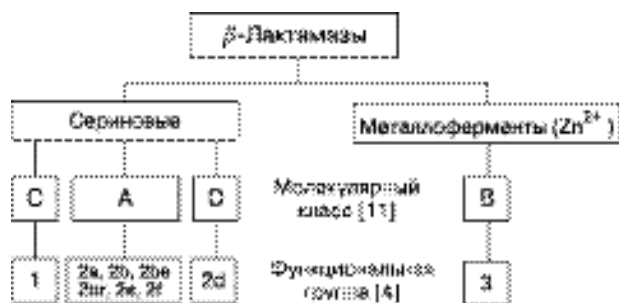 β-Лактамазы
Сериновые
Металлоферменты (Zn²⁺)
C
A
D
Молекулярный
класс [11]
B
1
2a, 2b, 2be
2br, 2e, 2f
2d
Функциональная
группа [4]
3